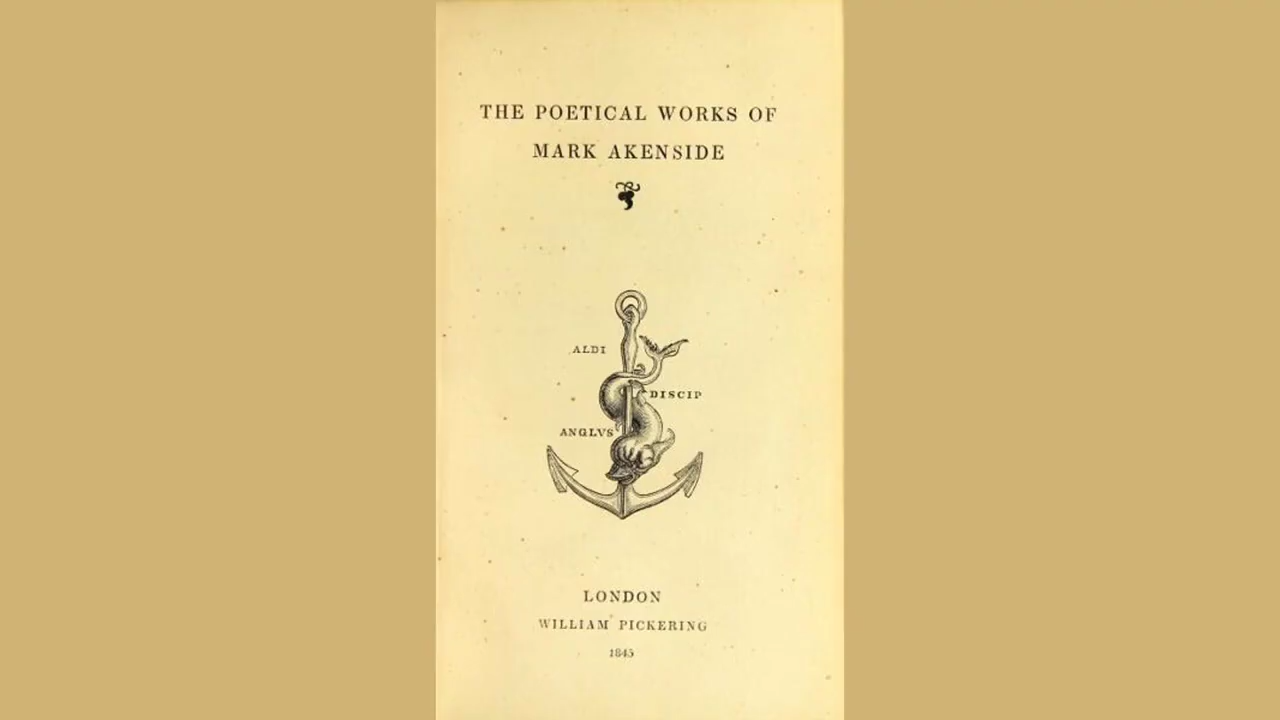 THE POETICAL WORKS OF
MARK AKENSIDE
ALDI
DISCIP
ANGLVS
LONDON
WILLIAM PICKERING
1845